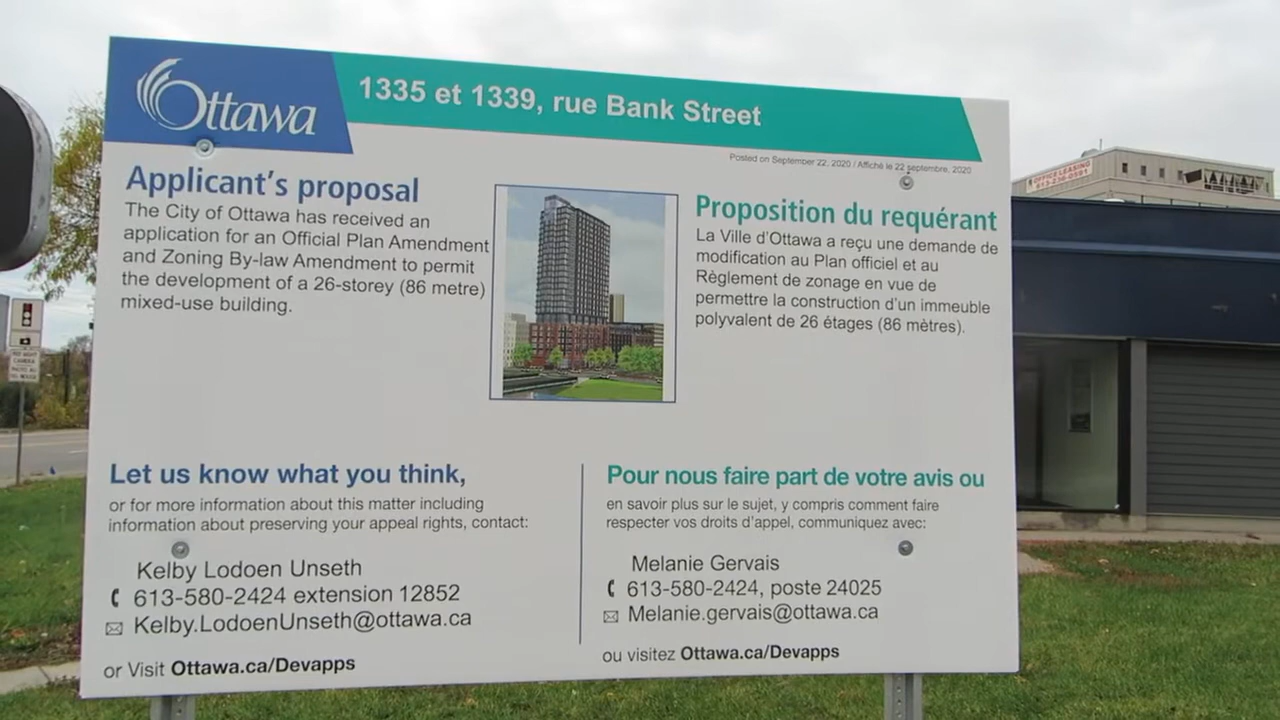 Ottawa
1335 et 1339, rue Bank Street
Posted on September 22, 2020 / Affiché le 22 septembre, 2020
Applicant's proposal
The City of Ottawa has received an
application for an Official Plan Amendment
and Zoning By-law Amendment to permit
the development of a 26-storey (86 metre)
mixed-use building.
Proposition du requérant
La Ville d'Ottawa a reçu une demande de
modification au Plan officiel et au
Règlement de zonage en vue de
permettre la construction d'un immeuble
polyvalent de 26 étages (86 mètres).
Let us know what you think,
or for more information about this matter including
information about preserving your appeal rights, contact:
Kelby Lodoen Unseth
613-580-2424 extension 12852
Kelby.LodoenUnseth@ottawa.ca
or Visit Ottawa.ca/Devapps
Pour nous faire part de votre avis ou
en savoir plus sur le sujet, y compris comment faire
respecter vos droits d'appel, communiquez avec:
Melanie Gervais
613-580-2424, poste 24025
Melanie.gervais@ottawa.ca
ou visitez Ottawa.ca/Devapps
OFFICE LEASING
613-236-0591
RED LIGHT
CAMERA